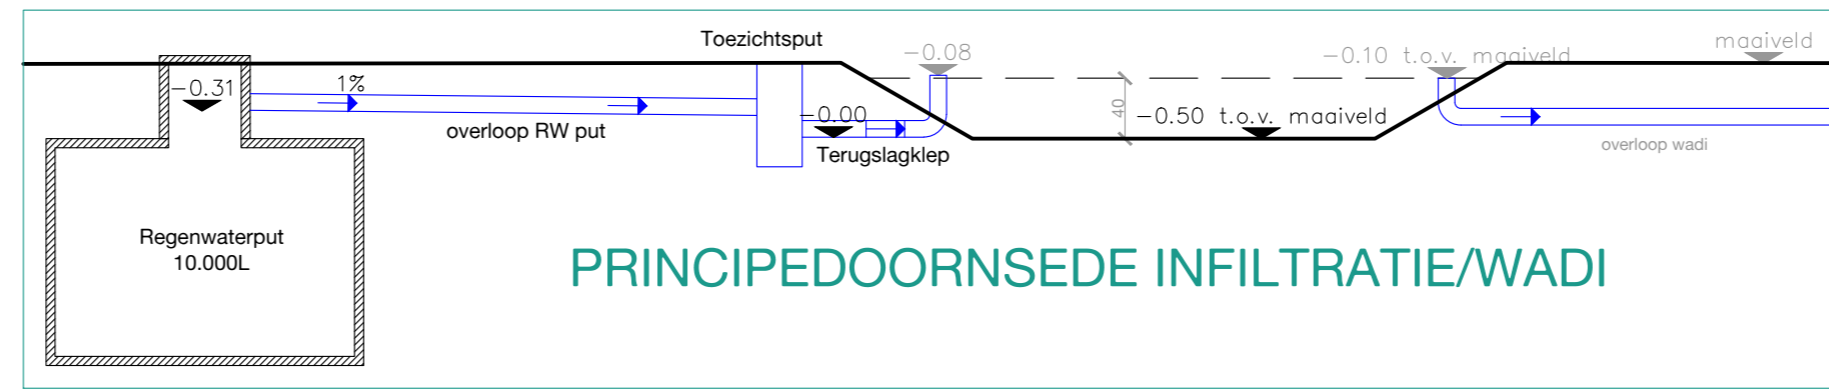 Toezichtsput
-0.08
-0.10 t.o.v. maaiveld
maaiveld
-0.31
1%
overloop RW put
-0.00
Terugslagklep
40
-0.50 t.o.v. maaiveld
overloop wadi
Regenwaterput
10.000L
PRINCIPEDOORNSEDE INFILTRATIE/WADI